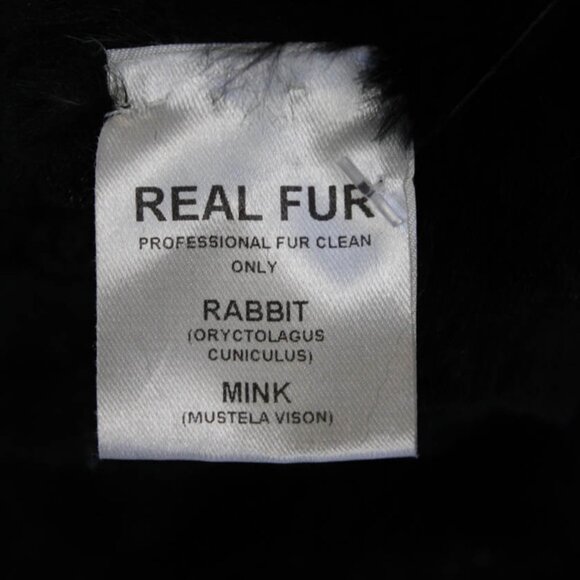 REAL FUR
PROFESSIONAL FUR CLEAN
ONLY
RABBIT
(ORYCTOLAGUS
CUNICULUS)
MINK
(MUSTELA VISON)